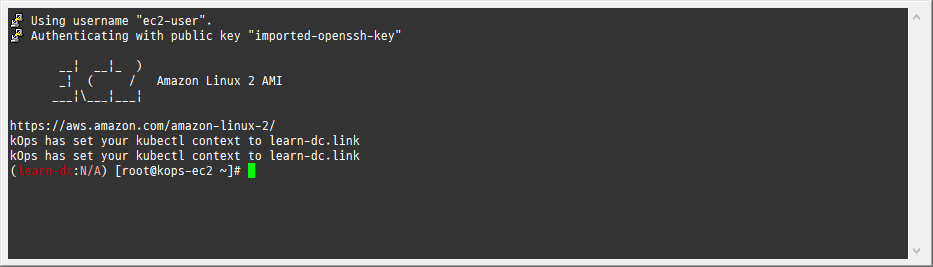 Using username "ec2-user".
Authenticating with public key "imported-openssh-key"
       __|  __|_  )
       _|  (     /   Amazon Linux 2 AMI
      ___|\___|___|
https://aws.amazon.com/amazon-linux-2/
kOps has set your kubectl context to learn-dc.link
kOps has set your kubectl context to learn-dc.link
(learn-dc:N/A) [root@kops-ec2 ~]#